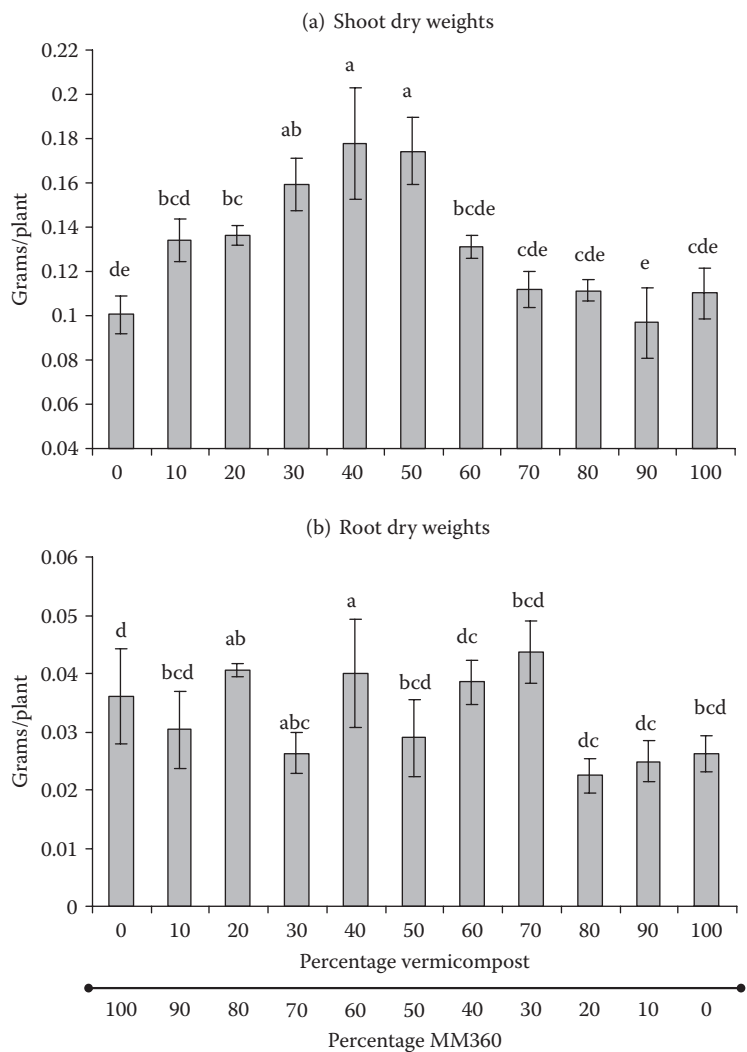 (a) Shoot dry weights
0.22
0.2
0.18
0.16
0.14
0.12
0.1
0.08
0.06
0.04
Grams/plant
de
bcd
bc
ab
a
a
bcde
cde
cde
e
cde
0 10 20 30 40 50 60 70 80 90 100
(b) Root dry weights
0.06
0.05
0.04
0.03
0.02
0.01
0
Grams/plant
d
bcd
ab
abc
a
bcd
dc
bcd
dc
dc
bcd
0 10 20 30 40 50 60 70 80 90 100
Percentage vermicompost
100 90 80 70 60 50 40 30 20 10 0
Percentage MM360